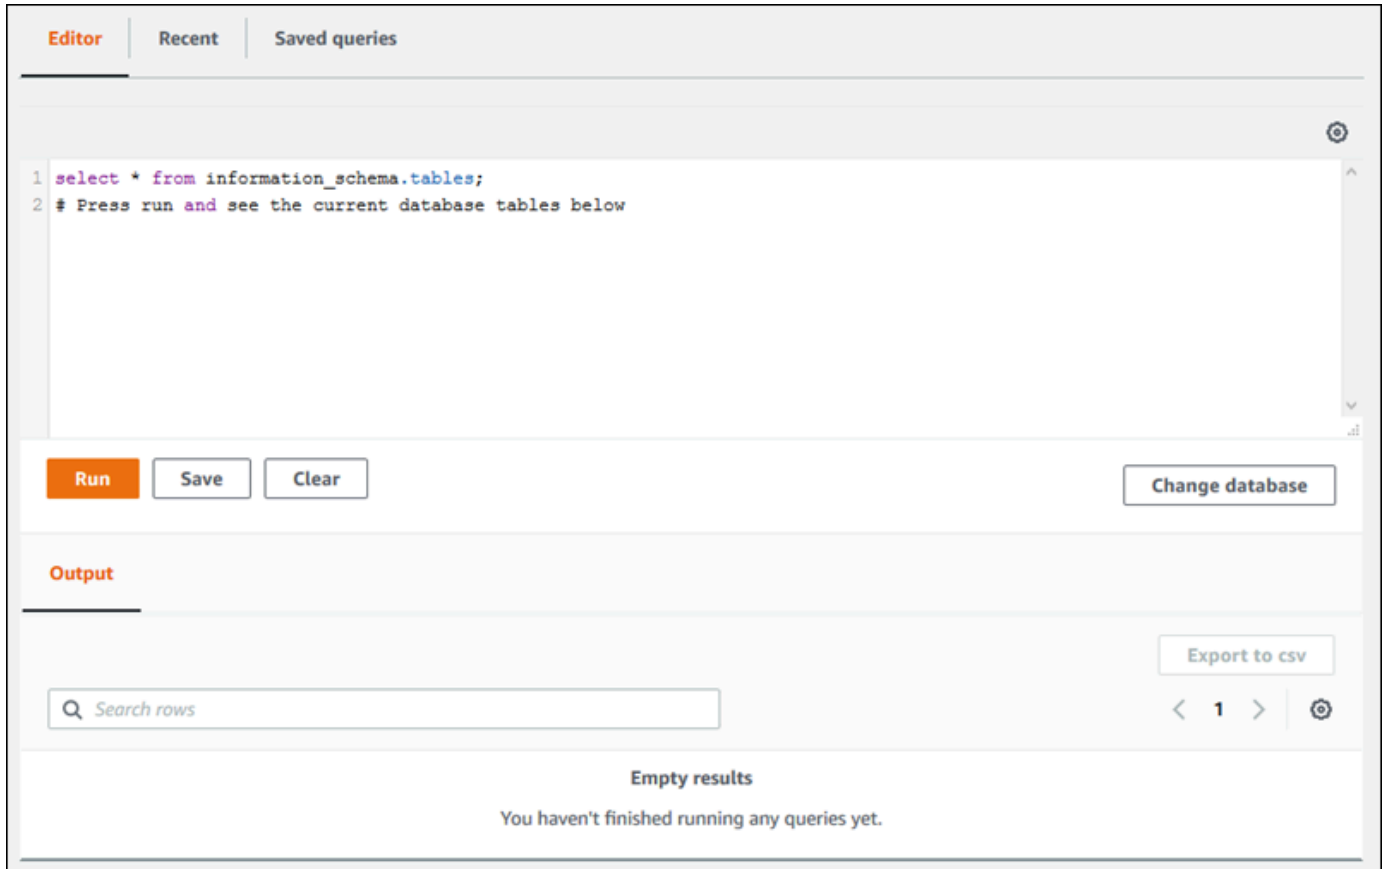 Editor Recent Saved queries
1 select * from information_schema.tables;
2 # Press run and see the current database tables below
Run Save Clear Change database
Output
Export to csv
Search rows 1
Empty results
You haven't finished running any queries yet.